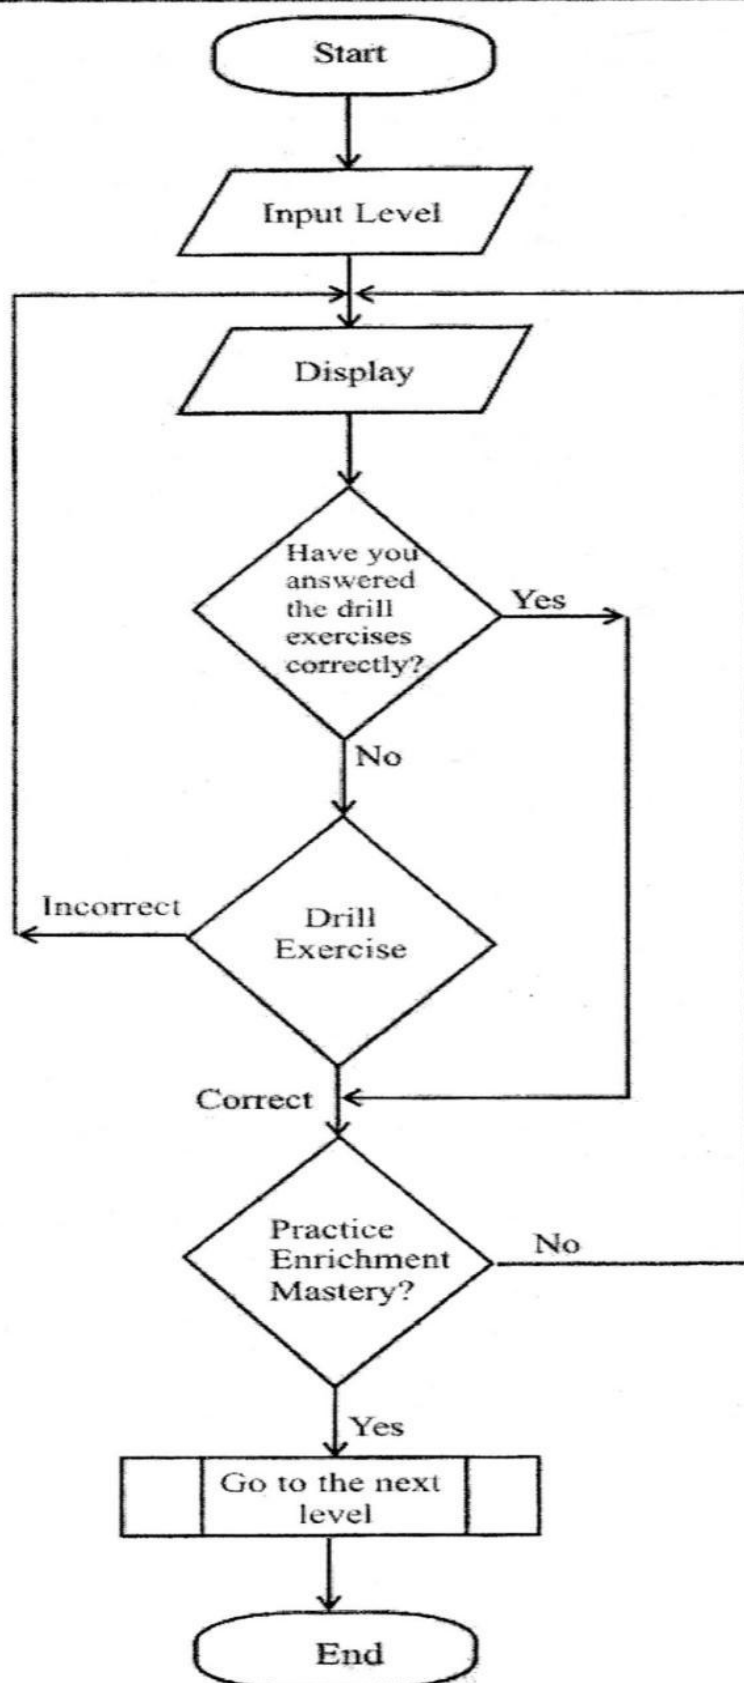 Start
Input Level
Display
Have you
answered
the drill
exercises
correctly?
Yes
No
Incorrect
Drill
Exercise
Correct
Practice
Enrichment
Mastery?
No
Yes
Go to the next
level
End